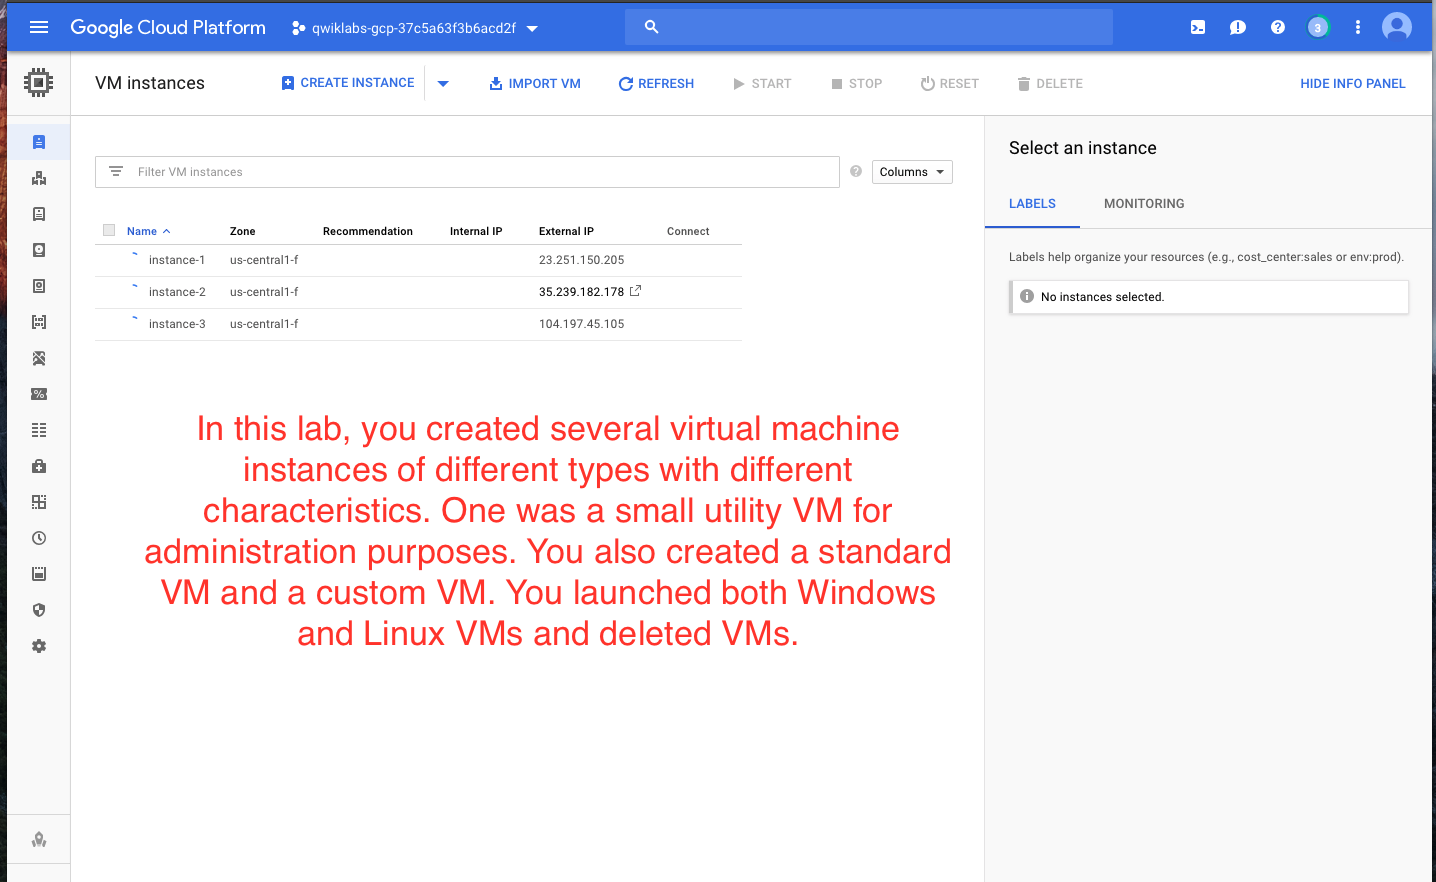 Google Cloud Platform
qwiklabs-gcp-37c5a63f3b6acd2f
3
VM instances
CREATE INSTANCE
IMPORT VM
REFRESH
START
STOP
RESET
DELETE
HIDE INFO PANEL
Filter VM instances
Columns
Name Zone Recommendation Internal IP External IP Connect
instance-1 us-central1-f 23.251.150.205
instance-2 us-central1-f 35.239.182.178
instance-3 us-central1-f 104.197.45.105
In this lab, you created several virtual machine
instances of different types with different
characteristics. One was a small utility VM for
administration purposes. You also created a standard
VM and a custom VM. You launched both Windows
and Linux VMs and deleted VMs.
Select an instance
LABELS
MONITORING
Labels help organize your resources (e.g., cost_center:sales or env:prod).
No instances selected.